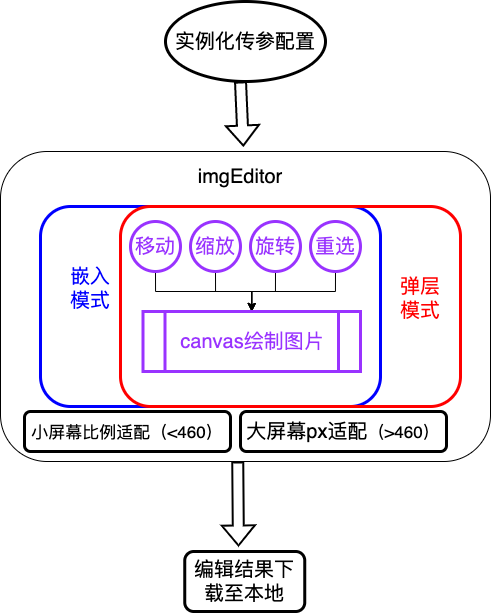 实例化传参配置
imgEditor
移动
缩放
旋转
重选
嵌入
模式
弹层
模式
canvas绘制图片
小屏幕比例适配（<460）
大屏幕px适配（>460）
编辑结果下
载至本地